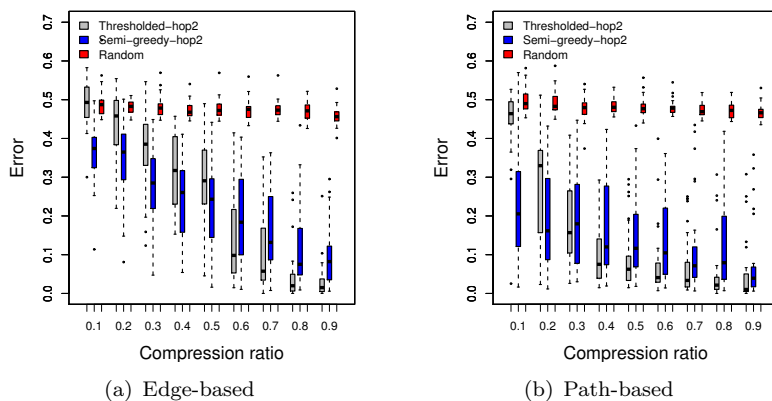 0.7
0.6
0.5
0.4
0.3
0.2
0.1
0.0
Error
Thresholded−hop2
Semi−greedy−hop2
Random
0.1 0.2 0.3 0.4 0.5 0.6 0.7 0.8 0.9
Compression ratio
(a) Edge-based
0.7
0.6
0.5
0.4
0.3
0.2
0.1
0.0
Error
Thresholded−hop2
Semi−greedy−hop2
Random
0.1 0.2 0.3 0.4 0.5 0.6 0.7 0.8 0.9
Compression ratio
(b) Path-based